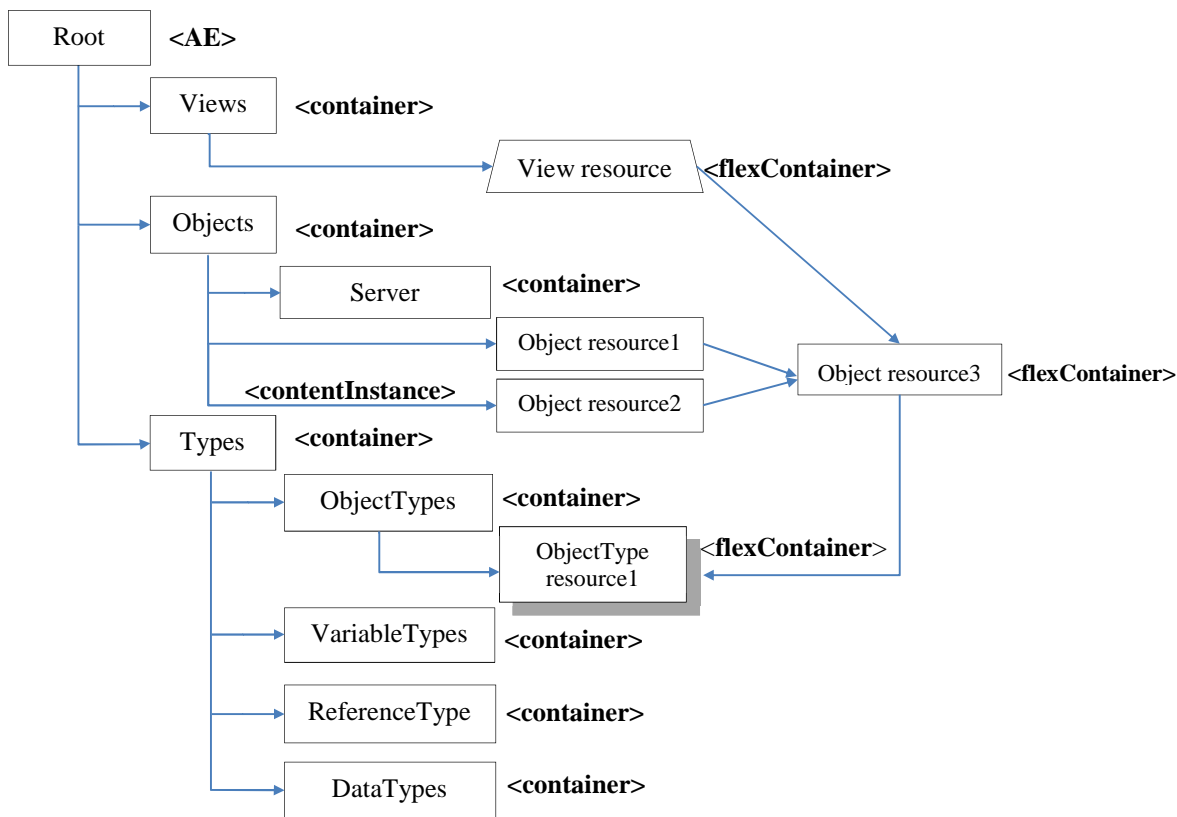 Root <AE>
Views <container>
View resource <flexContainer>
Objects <container>
Server <container>
Object resource1
Object resource3 <flexContainer>
<contentInstance> Object resource2
Types <container>
ObjectTypes <container>
ObjectType
resource1
<flexContainer>
VariableTypes <container>
ReferenceType <container>
DataTypes <container>